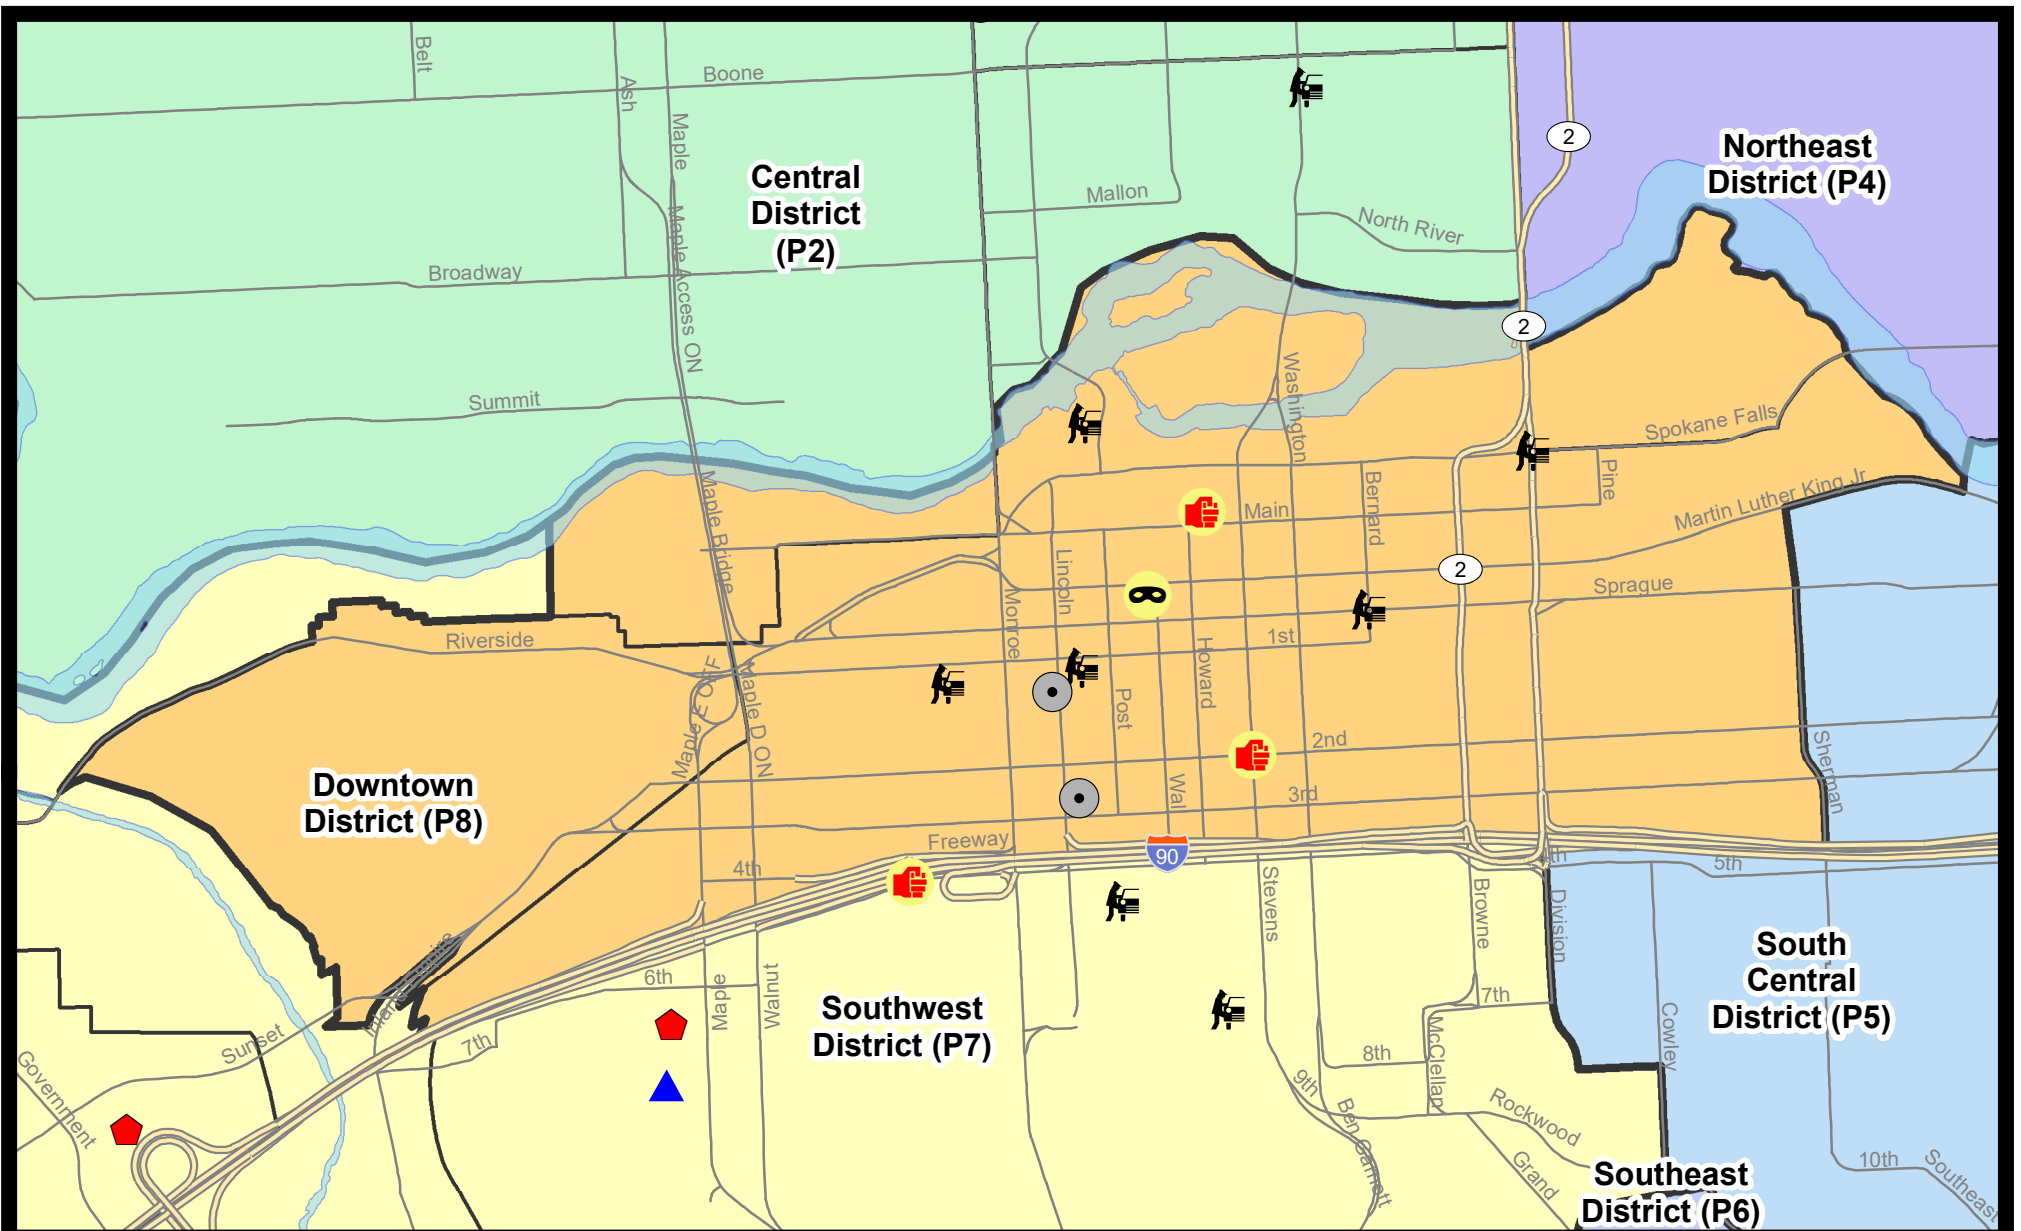 Belt
Ash
Boone
Maple
2
Northeast
District (P4)
Central
District
(P2)
Mallon
North River
Maple Access ON
Broadway
2
Washington
Summit
Spokane Falls
Pine
Martin Luther King Jr
Maple Bridge
Bernard
Main
Lincoln
2
Sprague
Monroe
Riverside
1st
Howard
Maple E OFF
Maple D ON
Post
2nd
Sherman
Downtown
District (P8)
Wal
3rd
Freeway
90
4th
4th
5th
Stevens
Browne
Division
6th
Maple
Walnut
Southwest
District (P7)
South
Central
District (P5)
7th
Sunset
7th
McClellan
Cowley
8th
Government
9th
Ben Garnett
Rockwood
Grand
10th
Southeast
Southeast
District (P6)